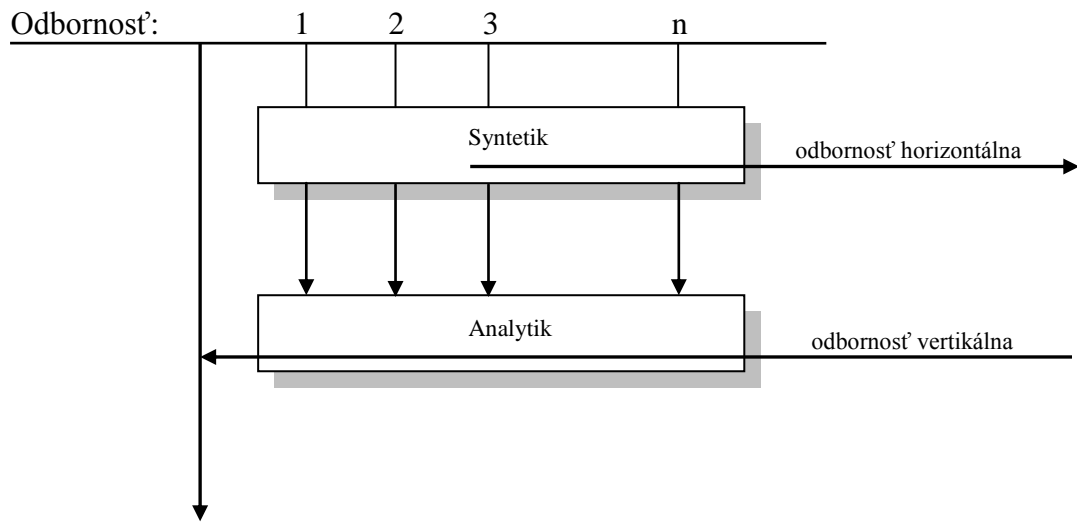 Odbornosť: 1 2 3 n
Syntetik
odbornosť horizontálna
Analytik
odbornosť vertikálna